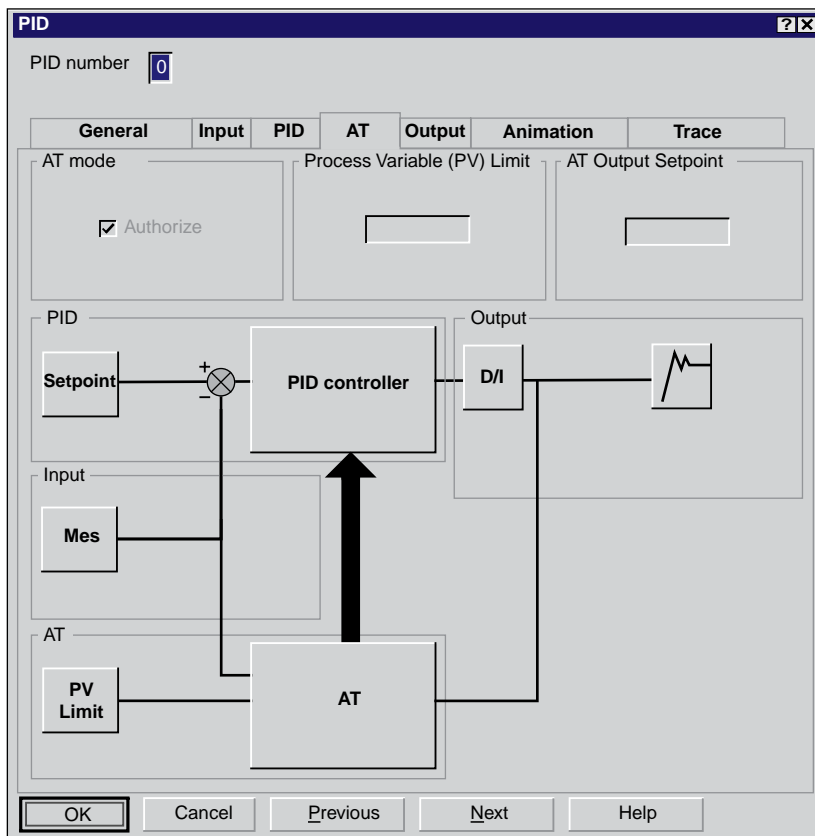 PID
PID number 0
General Input PID AT Output Animation Trace
AT mode
Authorize
Process Variable (PV) Limit
AT Output Setpoint
PID
Setpoint
+
−
PID controller
Output
D/I
Input
Mes
AT
PV
Limit
AT
OK Cancel Previous Next Help